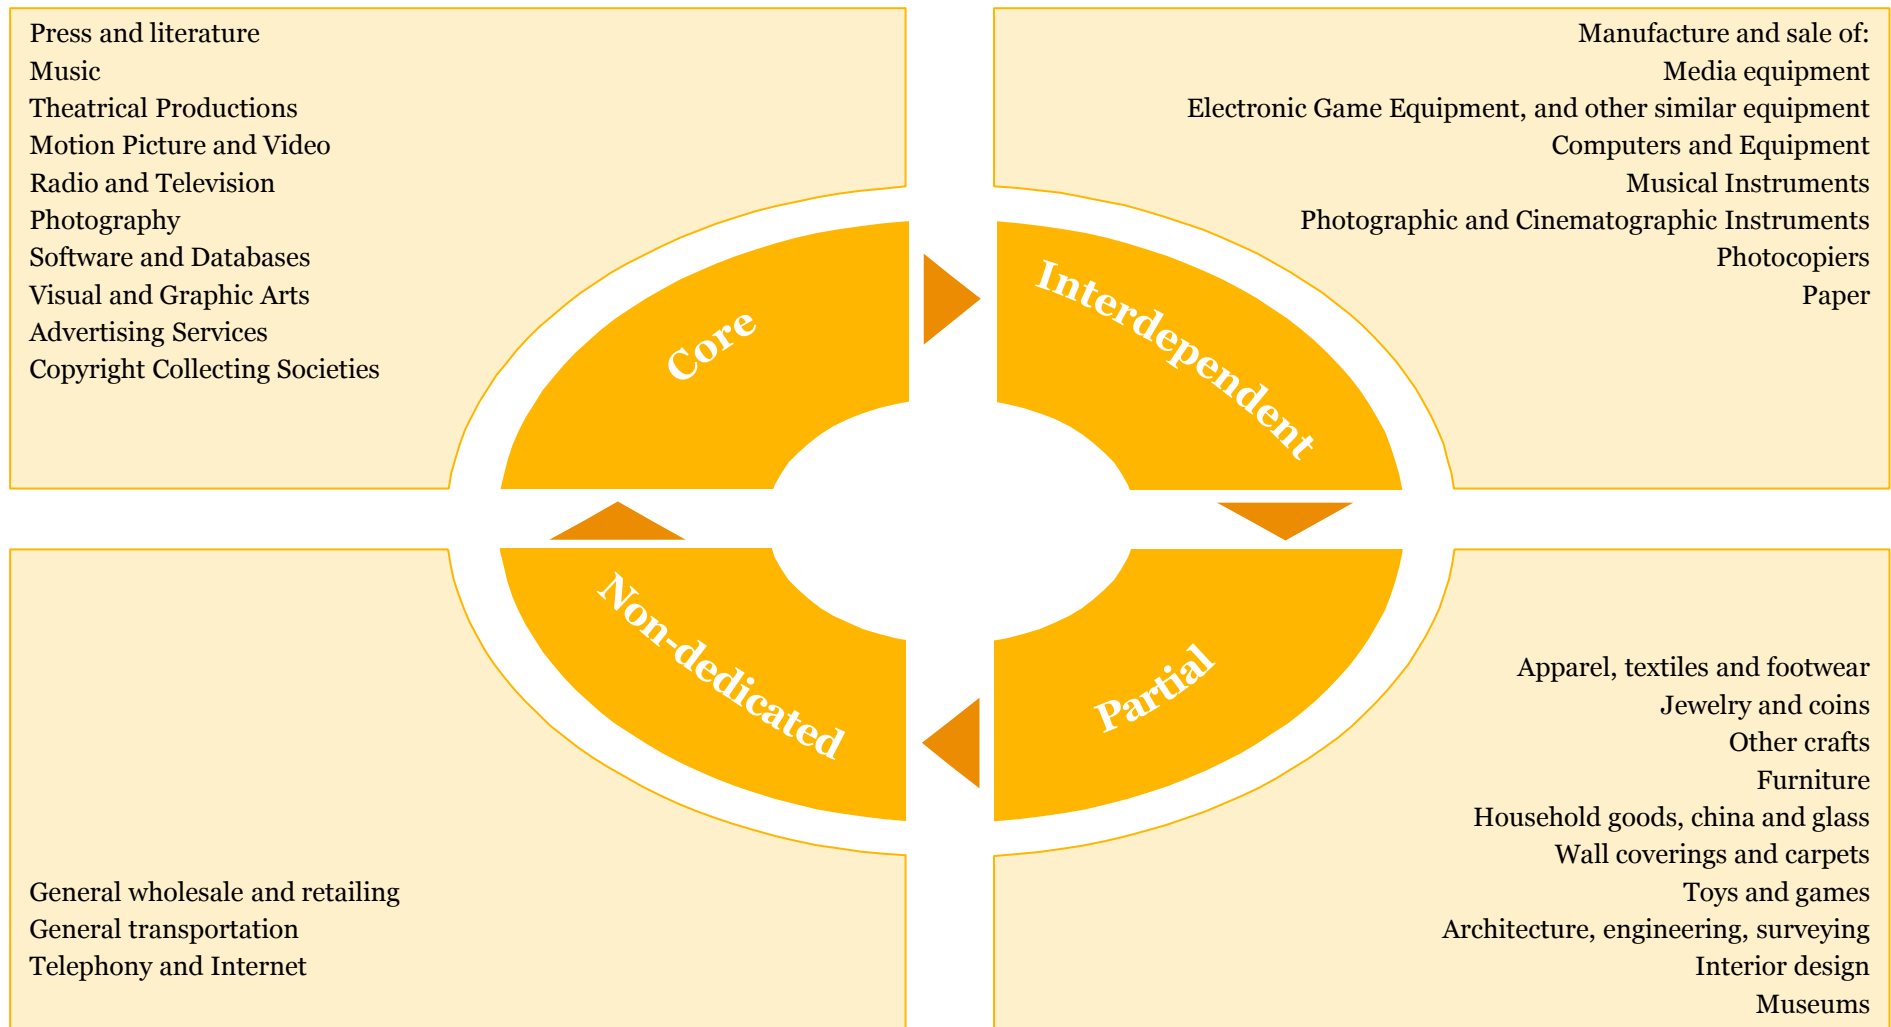 Press and literature
Music
Theatrical Productions
Motion Picture and Video
Radio and Television
Photography
Software and Databases
Visual and Graphic Arts
Advertising Services
Copyright Collecting Societies
Manufacture and sale of:
Media equipment
Electronic Game Equipment, and other similar equipment
Computers and Equipment
Musical Instruments
Photographic and Cinematographic Instruments
Photocopiers
Paper
Core
Interdependent
Non-dedicated
Partial
General wholesale and retailing
General transportation
Telephony and Internet
Apparel, textiles and footwear
Jewelry and coins
Other crafts
Furniture
Household goods, china and glass
Wall coverings and carpets
Toys and games
Architecture, engineering, surveying
Interior design
Museums